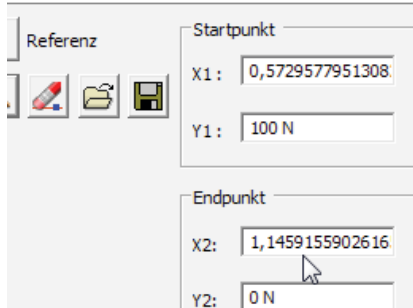 Referenz
Startpunkt
X1: 0,5729577951308
Y1: 100 N
Endpunkt
X2: 1,1459155902616
Y2: 0 N